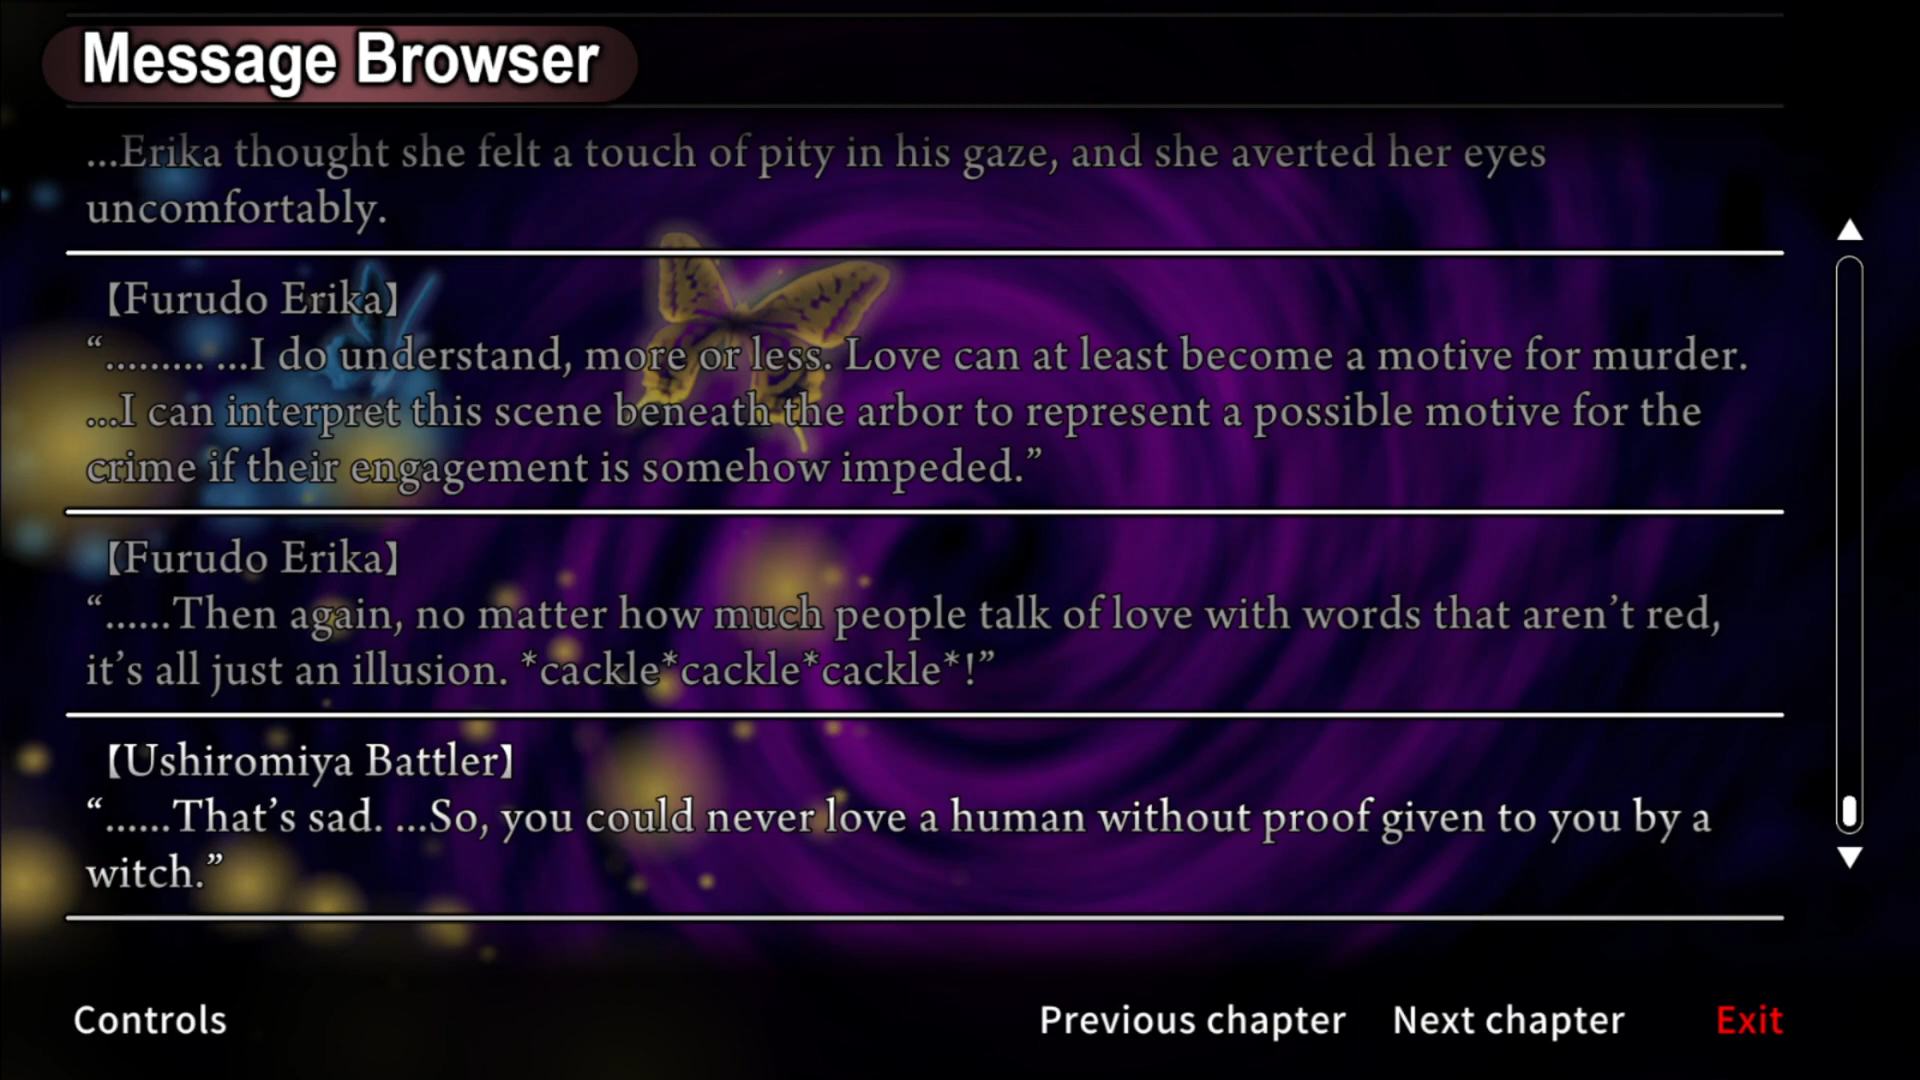 Message Browser
...Erika thought she felt a touch of pity in his gaze, and she averted her eyes
uncomfortably.
【Furudo Erika】
“......... ...I do understand, more or less. Love can at least become a motive for murder.
...I can interpret this scene beneath the arbor to represent a possible motive for the
crime if their engagement is somehow impeded.”
【Furudo Erika】
“......Then again, no matter how much people talk of love with words that aren’t red,
it’s all just an illusion. *cackle*cackle*cackle*!”
【Ushiromiya Battler】
“......That’s sad. ...So, you could never love a human without proof given to you by a
witch.”
Controls
Previous chapter
Next chapter
Exit